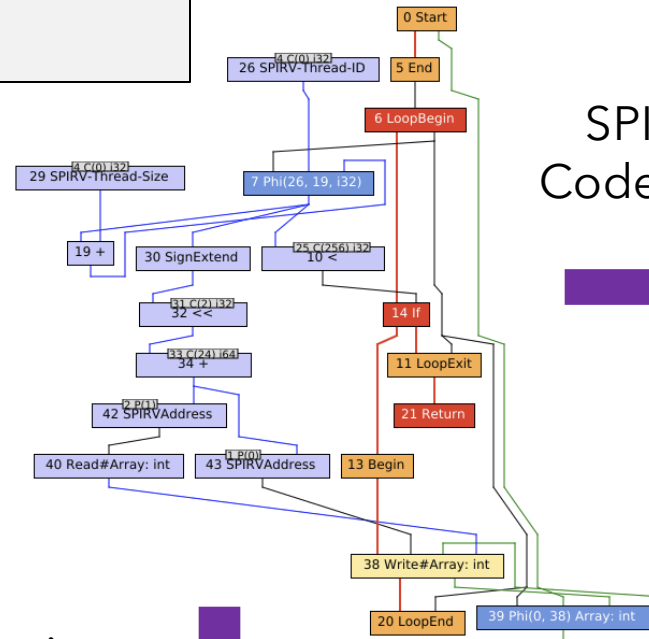 0 Start
4 C(0) i32
26 SPIRV-Thread-ID
5 End
6 LoopBegin
SPI
Code
4 C(0) i32
29 SPIRV-Thread-Size
7 Phi(26, 19, i32)
19 +
30 SignExtend
25 C(256) i32
10 <
31 C(2) i32
32 <<
14 If
33 C(24) i64
34 +
11 LoopExit
2 P(1)
42 SPIRVAddress
21 Return
40 Read#Array: int
1 P(0)
43 SPIRVAddress
13 Begin
38 Write#Array: int
20 LoopEnd
39 Phi(0, 38) Array: int